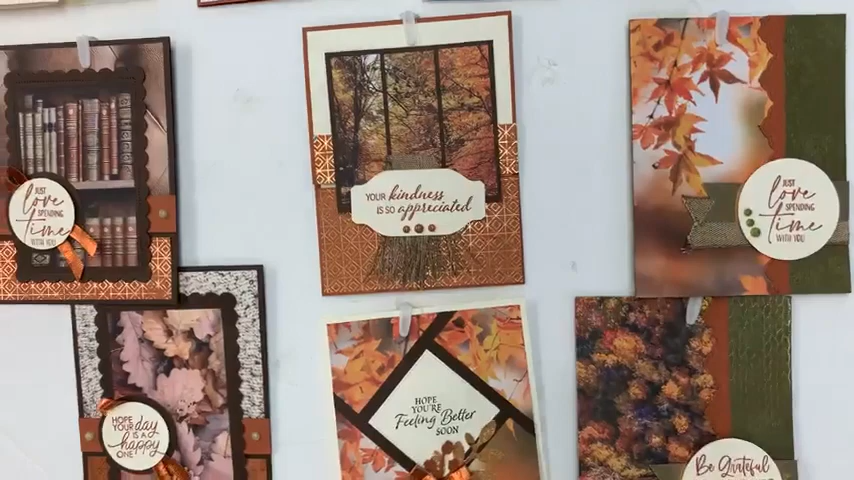 JUST
love
SPENDING
Time
WITH YOU
YOUR kindness
IS SO appreciated
JUST
love
SPENDING
Time
WITH YOU
HOPE
YOUR day
IS A
happy
ONE
HOPE
YOU'RE
Feeling Better
SOON
Be Grateful